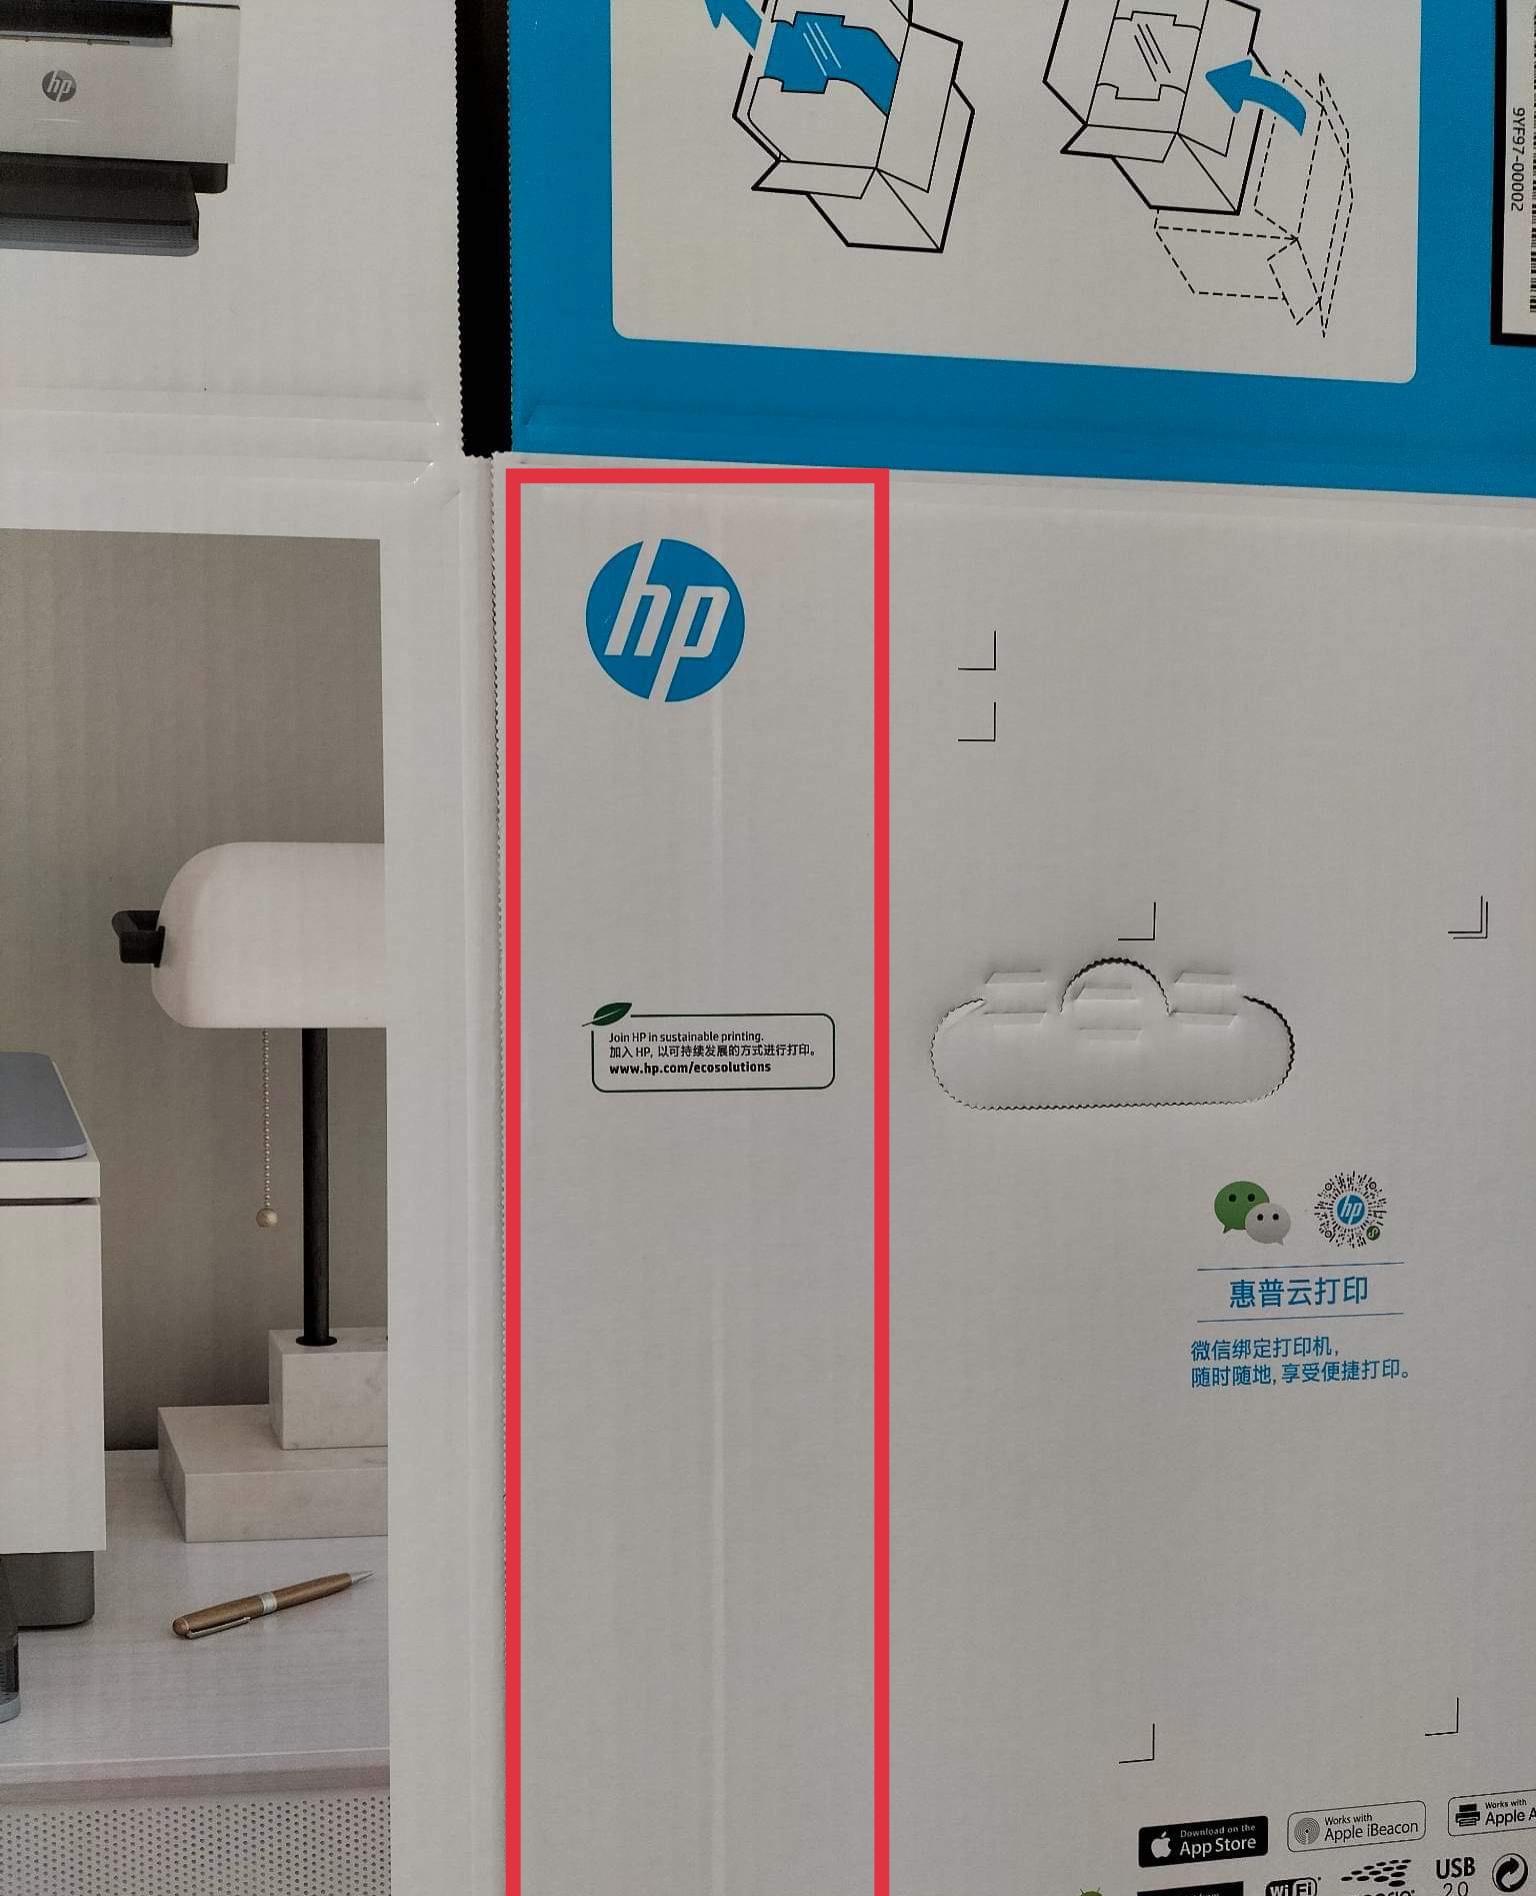 hp
9YF97-00002
hp
Join HP in sustainable printing.
加入 HP, 以可持续发展的方式进行打印。
www.hp.com/ecosolutions
hp
惠普云打印
微信绑定打印机,
随时随地, 享受便捷打印。
Download on the
App Store
Works with
Apple iBeacon
Works with
Apple
Wi Fi
USB
2.0